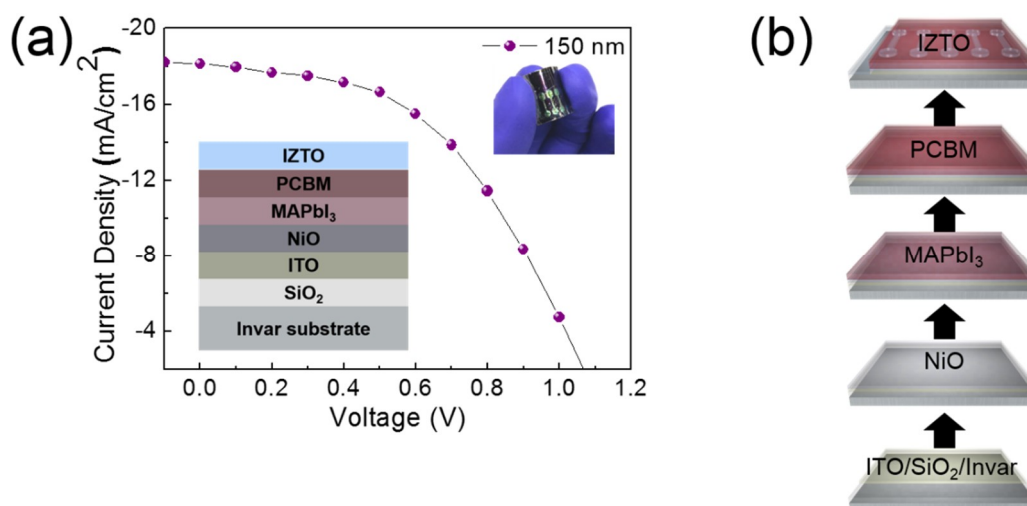 (a)
Current Density (mA/cm²)
-20
-16
-12
-8
-4
150 nm
IZTO
PCBM
MAPbI₃
NiO
ITO
SiO₂
Invar substrate
0.0 0.2 0.4 0.6 0.8 1.0 1.2
Voltage (V)
(b)
IZTO
PCBM
MAPbI₃
NiO
ITO/SiO₂/Invar